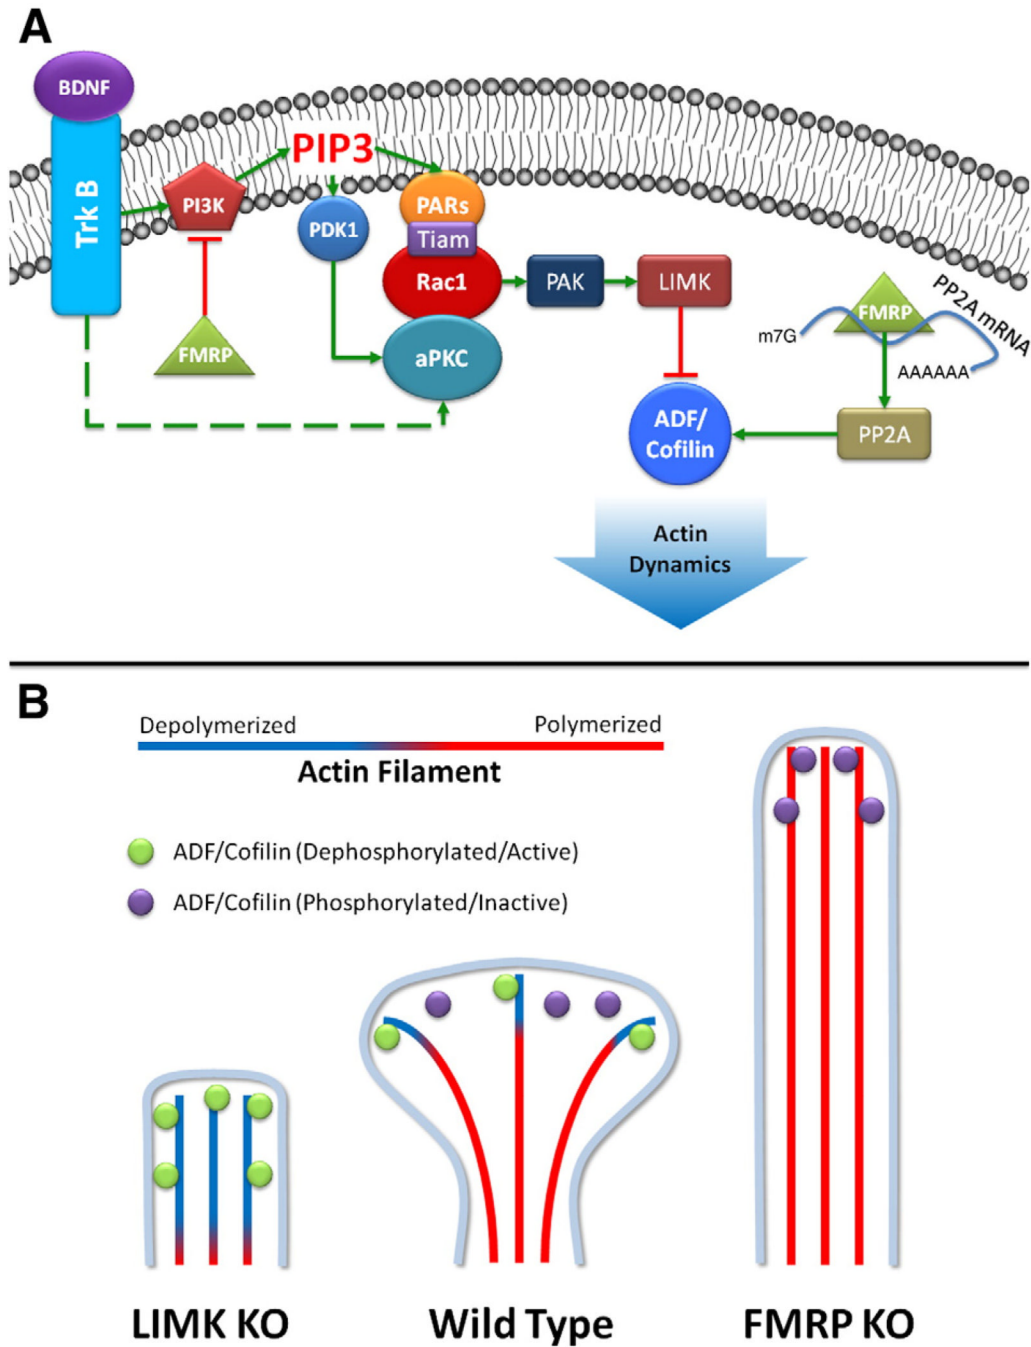 A
BDNF
Trk B
PI3K
FMRP
PIP3
PDK1
PARs
Tiam
Rac1
aPKC
PAK
LIMK
ADF/
Cofilin
m7G
FMRP
PP2A mRNA
AAAAAA
PP2A
Actin
Dynamics
B
Depolymerized
Polymerized
Actin Filament
ADF/Cofilin (Dephosphorylated/Active)
ADF/Cofilin (Phosphorylated/Inactive)
LIMK KO
Wild Type
FMRP KO